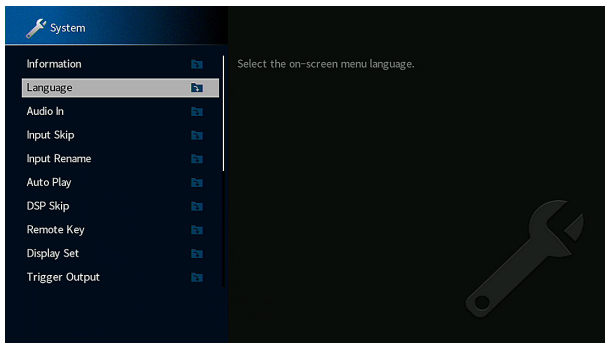 System
Information
Language
Select the on-screen menu language.
Audio In
Input Skip
Input Rename
Auto Play
DSP Skip
Remote Key
Display Set
Trigger Output